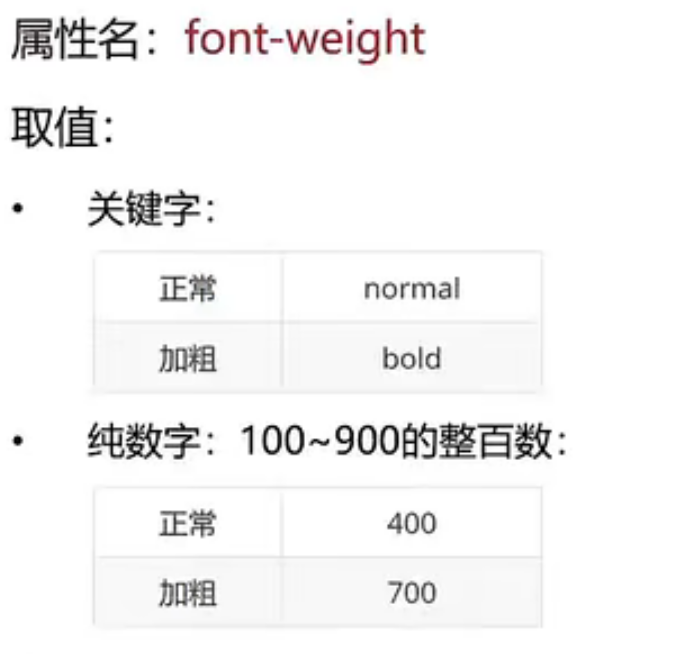 属性名：font-weight
取值：
• 关键字：
正常 normal
加粗 bold
• 纯数字：100~900的整百数：
正常 400
加粗 700